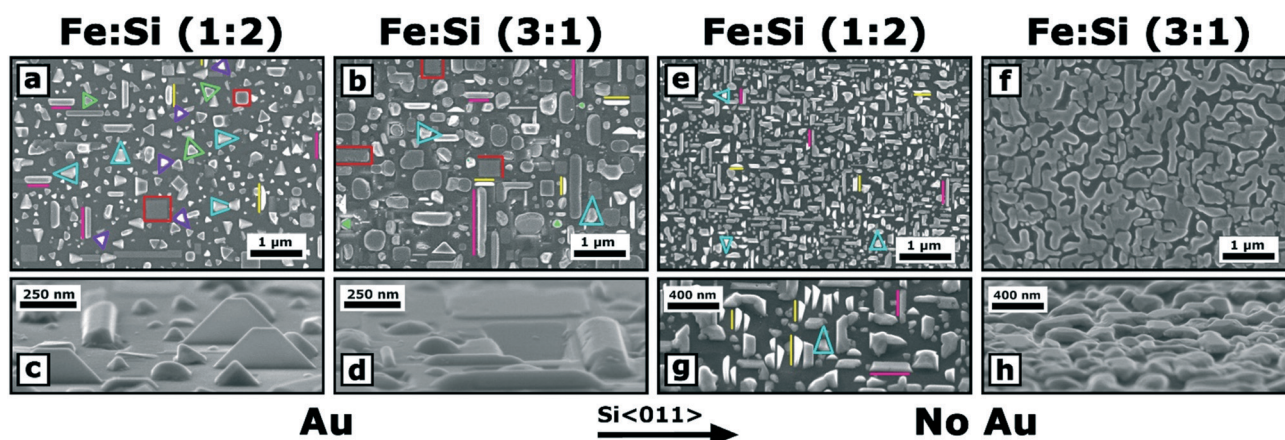 Fe:Si (1:2) Fe:Si (3:1) Fe:Si (1:2) Fe:Si (3:1)
a b e f
1 μm 1 μm 1 μm 1 μm
250 nm 250 nm 400 nm 400 nm
c d g h
Au Si<011> No Au